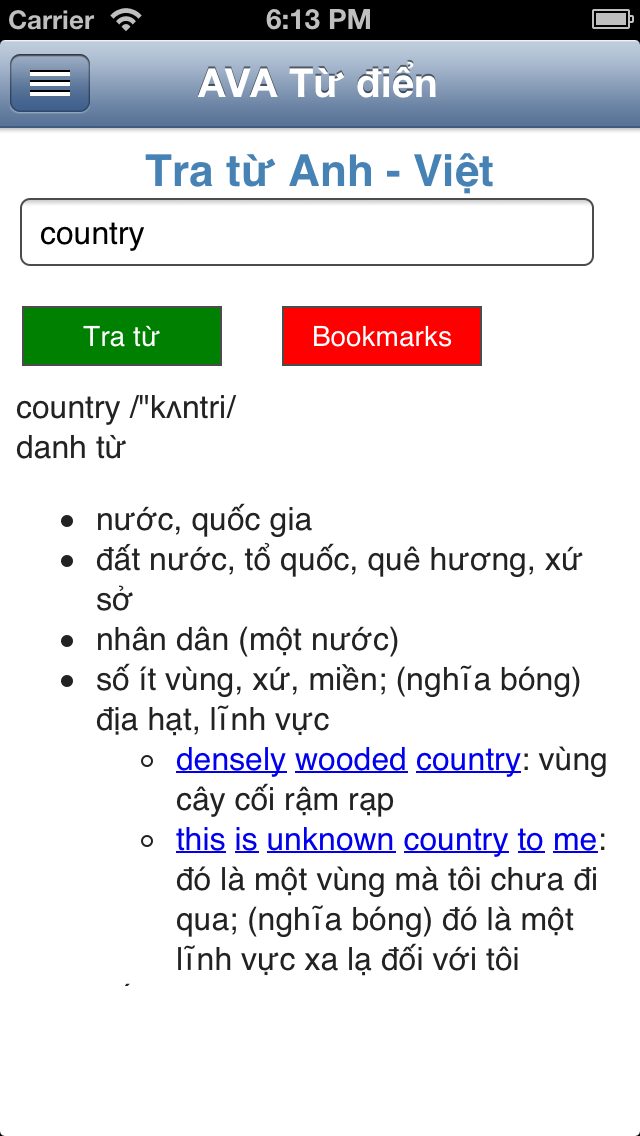 Carrier 6:13 PM
AVA Từ điển
Tra từ Anh - Việt
country
Tra từ Bookmarks
country /"kʌntri/
danh từ
nước, quốc gia
đất nước, tổ quốc, quê hương, xứ
sở
nhân dân (một nước)
số ít vùng, xứ, miền; (nghĩa bóng)
địa hạt, lĩnh vực
densely wooded country: vùng
cây cối rậm rạp
this is unknown country to me:
đó là một vùng mà tôi chưa đi
qua; (nghĩa bóng) đó là một
lĩnh vực xa lạ đối với tôi